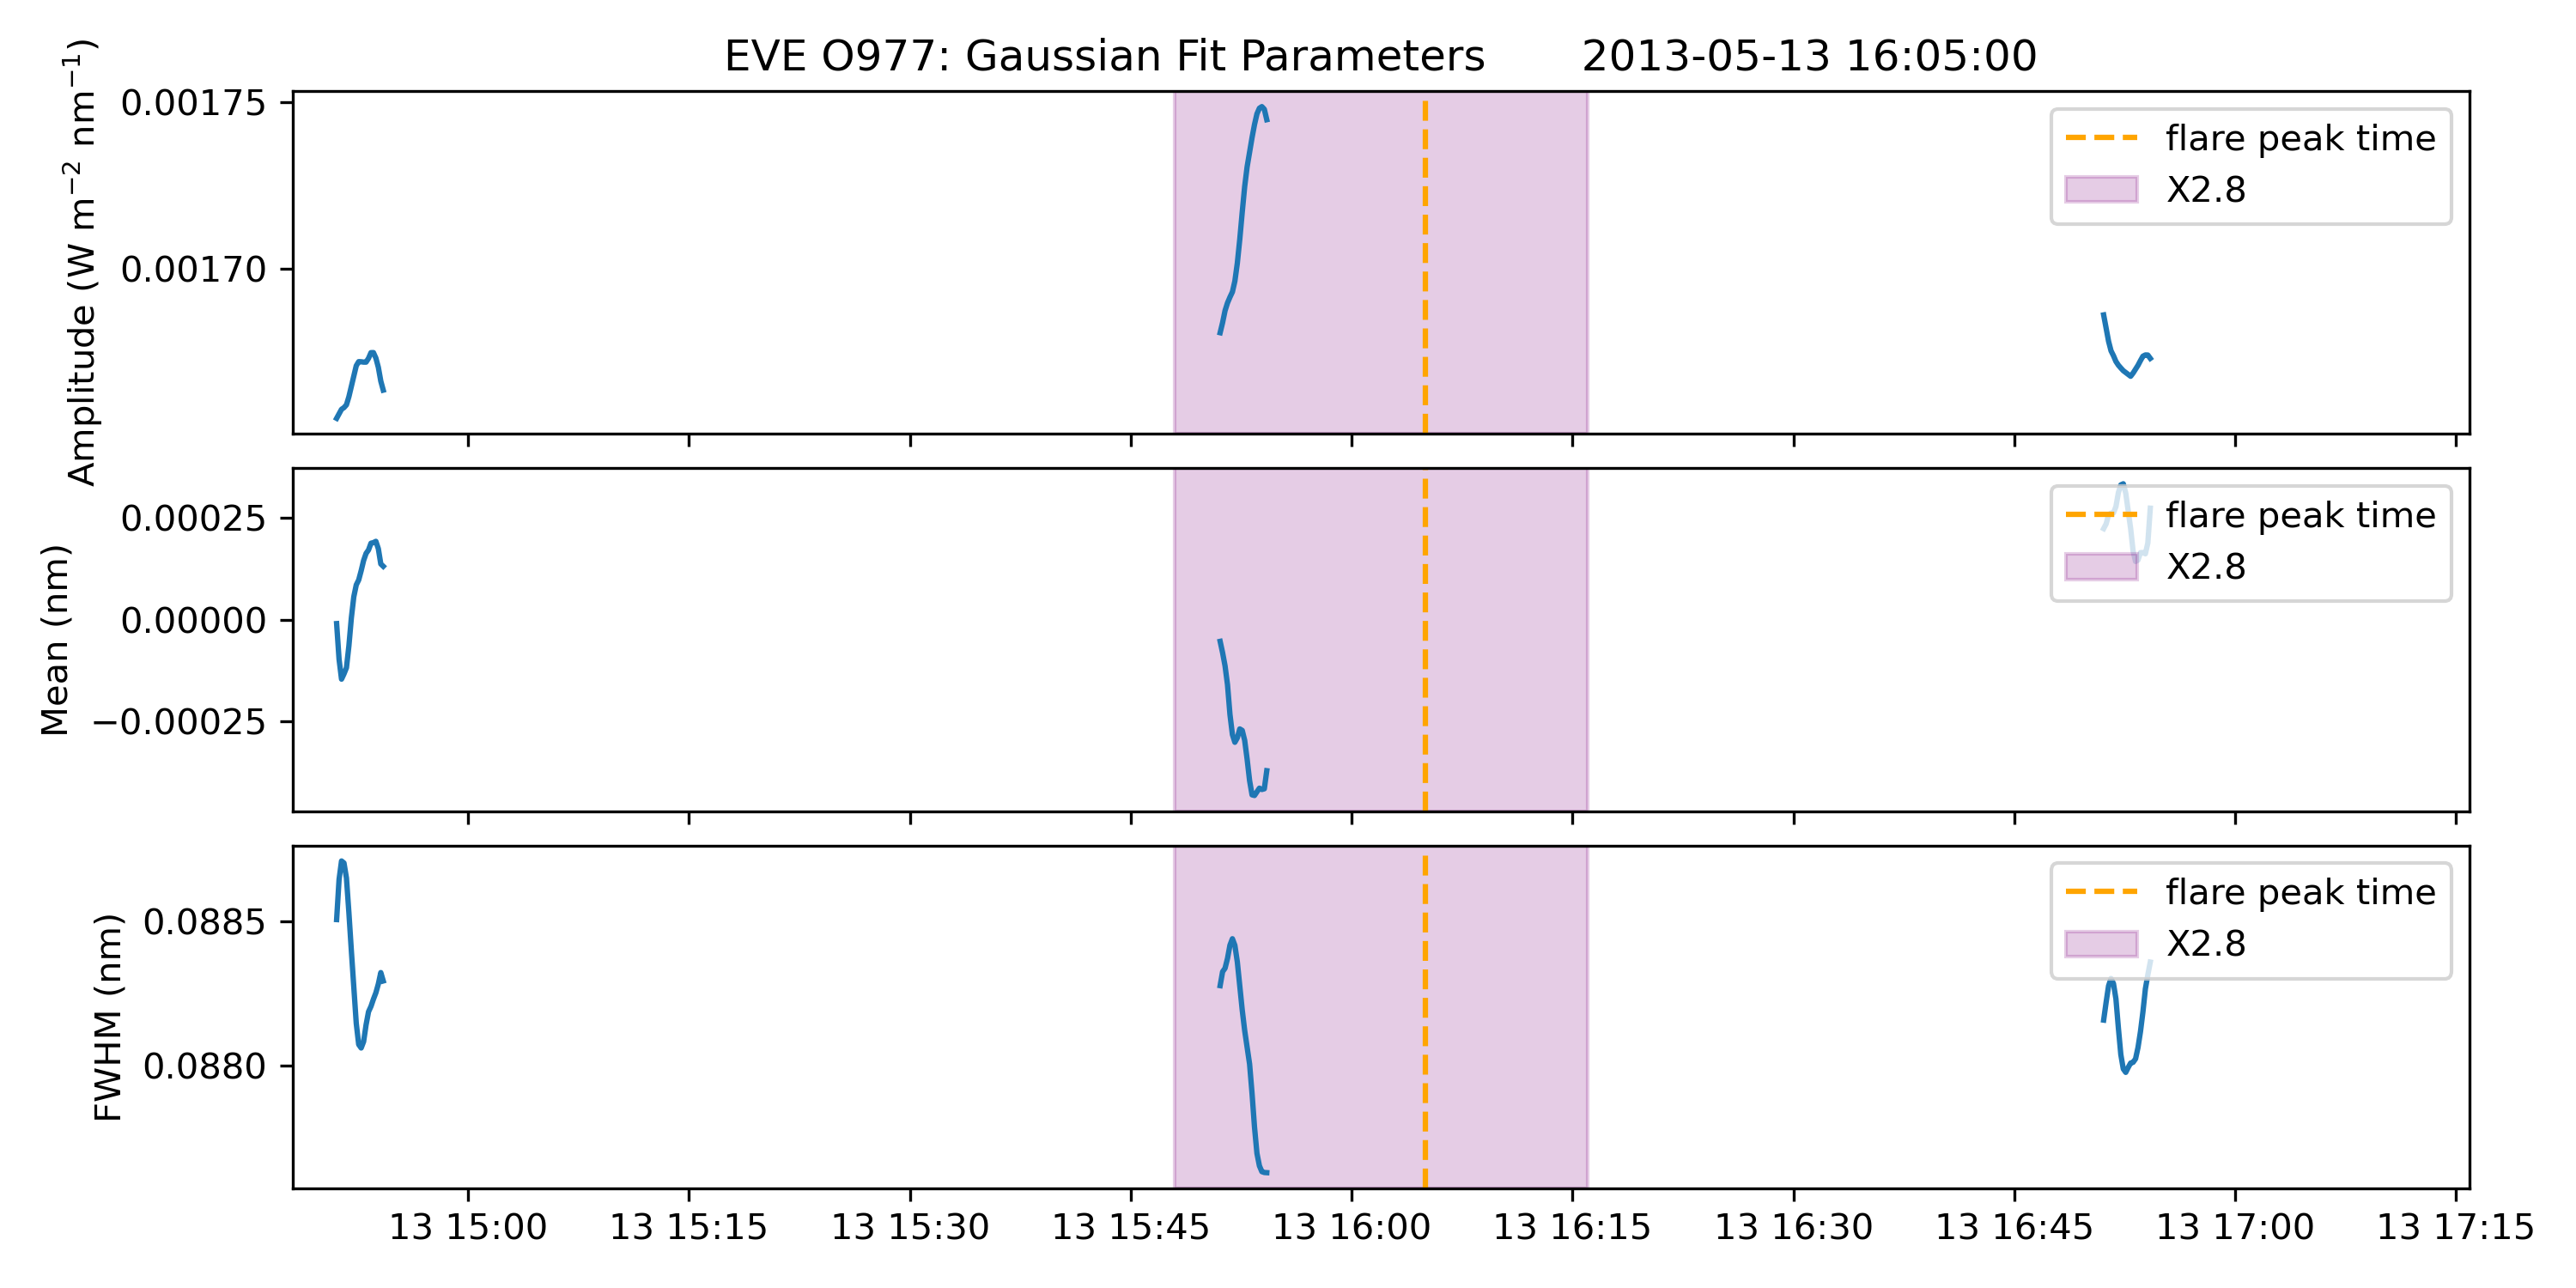 EVE O977: Gaussian Fit Parameters 2013-05-13 16:05:00
Amplitude (W m⁻² nm⁻¹)
0.00175
0.00170
flare peak time
X2.8
Mean (nm)
0.00025
0.00000
−0.00025
flare peak time
X2.8
FWHM (nm)
0.0885
0.0880
flare peak time
X2.8
13 15:00 13 15:15 13 15:30 13 15:45 13 16:00 13 16:15 13 16:30 13 16:45 13 17:00 13 17:15